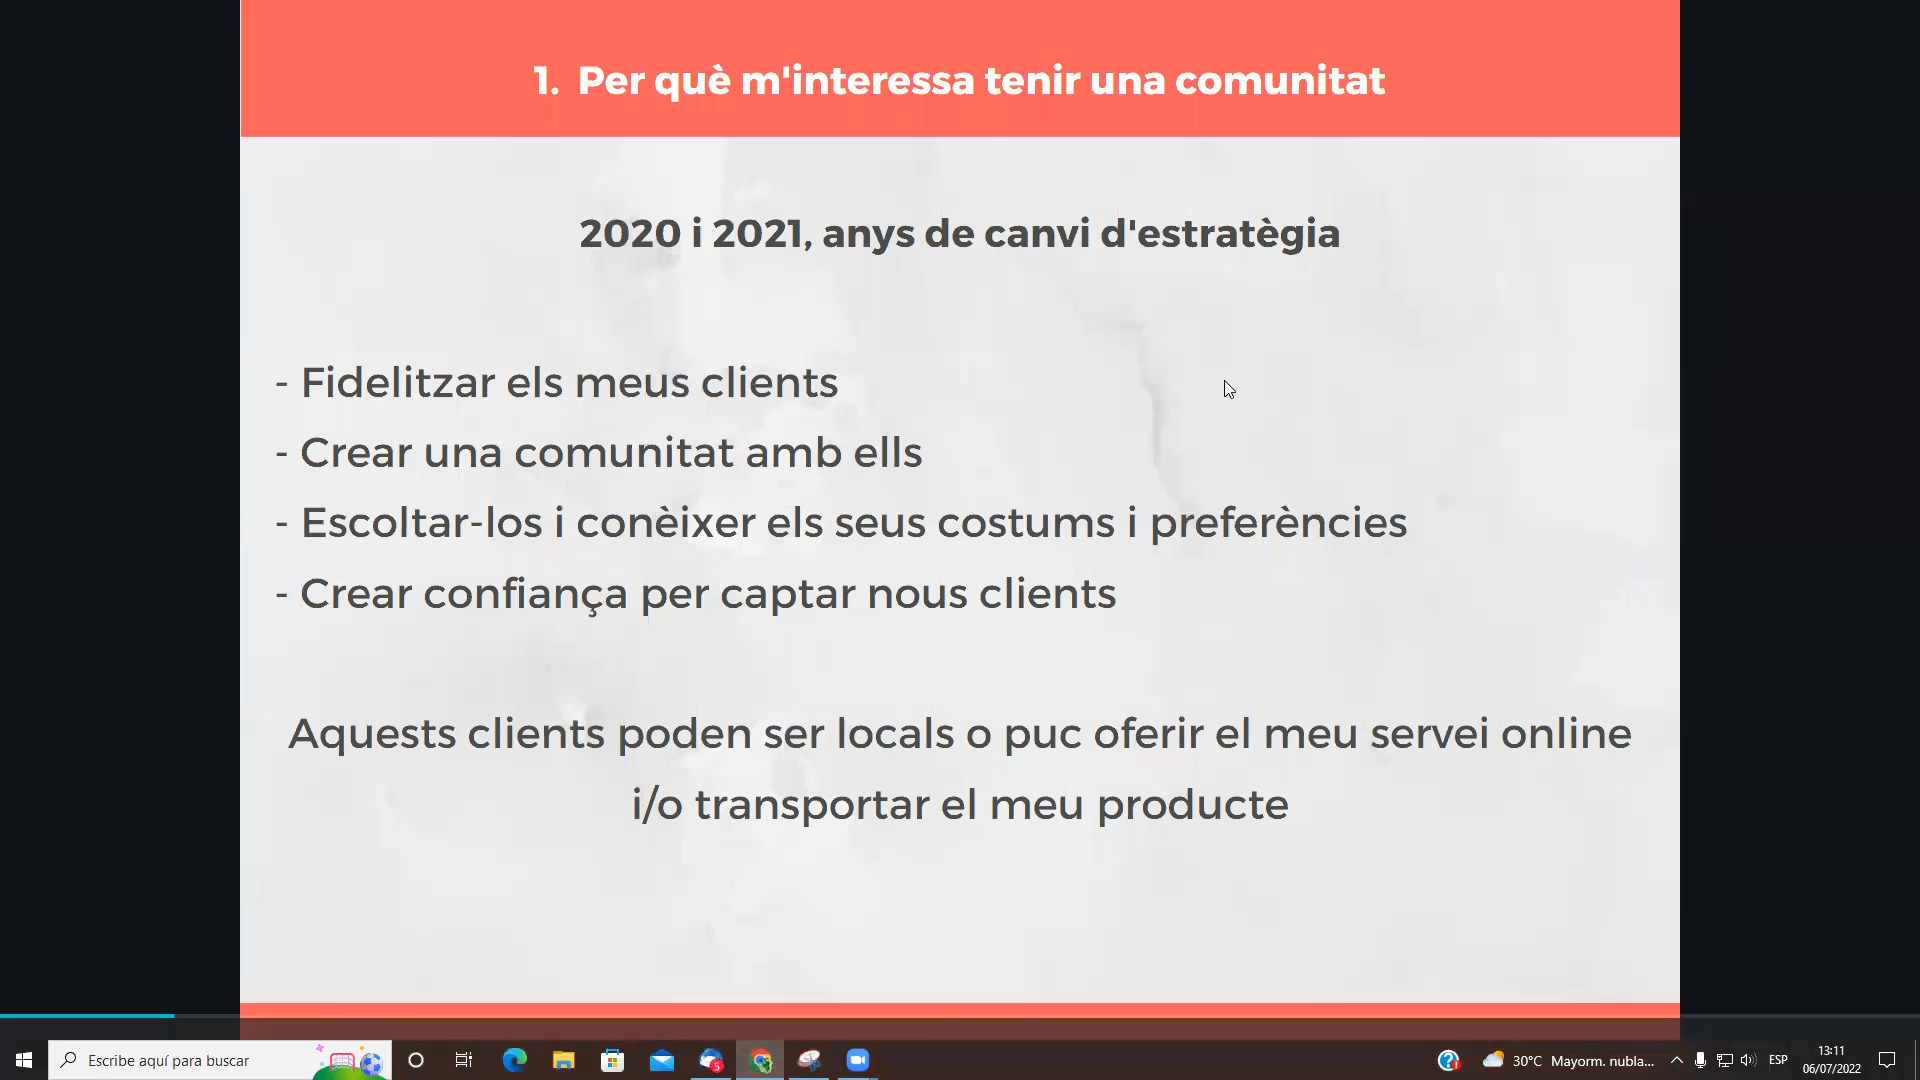 1. Per què m'interessa tenir una comunitat
2020 i 2021, anys de canvi d'estratègia
- Fidelitzar els meus clients
- Crear una comunitat amb ells
- Escoltar-los i conèixer els seus costums i preferències
- Crear confiança per captar nous clients
Aquests clients poden ser locals o puc oferir el meu servei online
i/o transportar el meu producte
Escribe aquí para buscar
5
30°C Mayorm. nubla...
ESP
13:11
06/07/2022